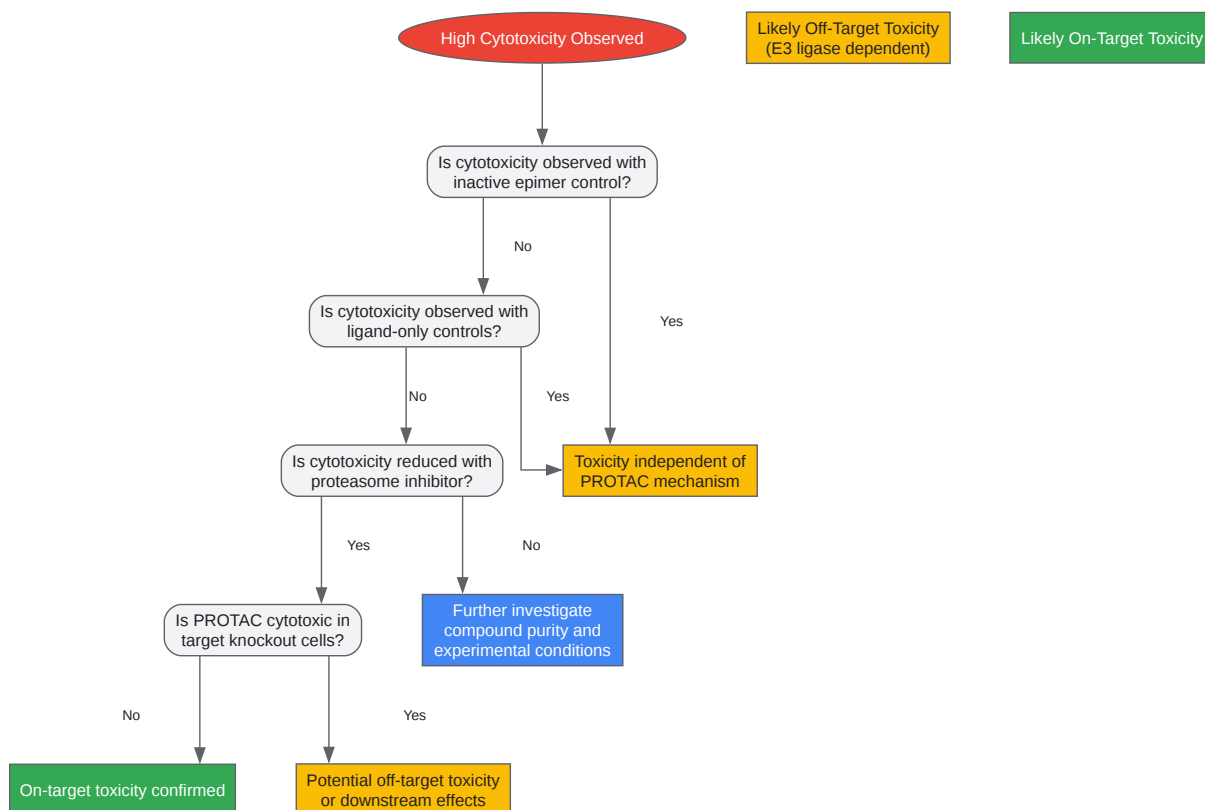 High Cytotoxicity Observed
Likely Off-Target Toxicity
(E3 ligase dependent)
Likely On-Target Toxicity
Is cytotoxicity observed with
inactive epimer control?
No
Yes
Is cytotoxicity observed with
ligand-only controls?
No
Yes
Is cytotoxicity reduced with
proteasome inhibitor?
Toxicity independent of
PROTAC mechanism
Yes
No
Is PROTAC cytotoxic in
target knockout cells?
Further investigate
compound purity and
experimental conditions
No
Yes
On-target toxicity confirmed
Potential off-target toxicity
or downstream effects